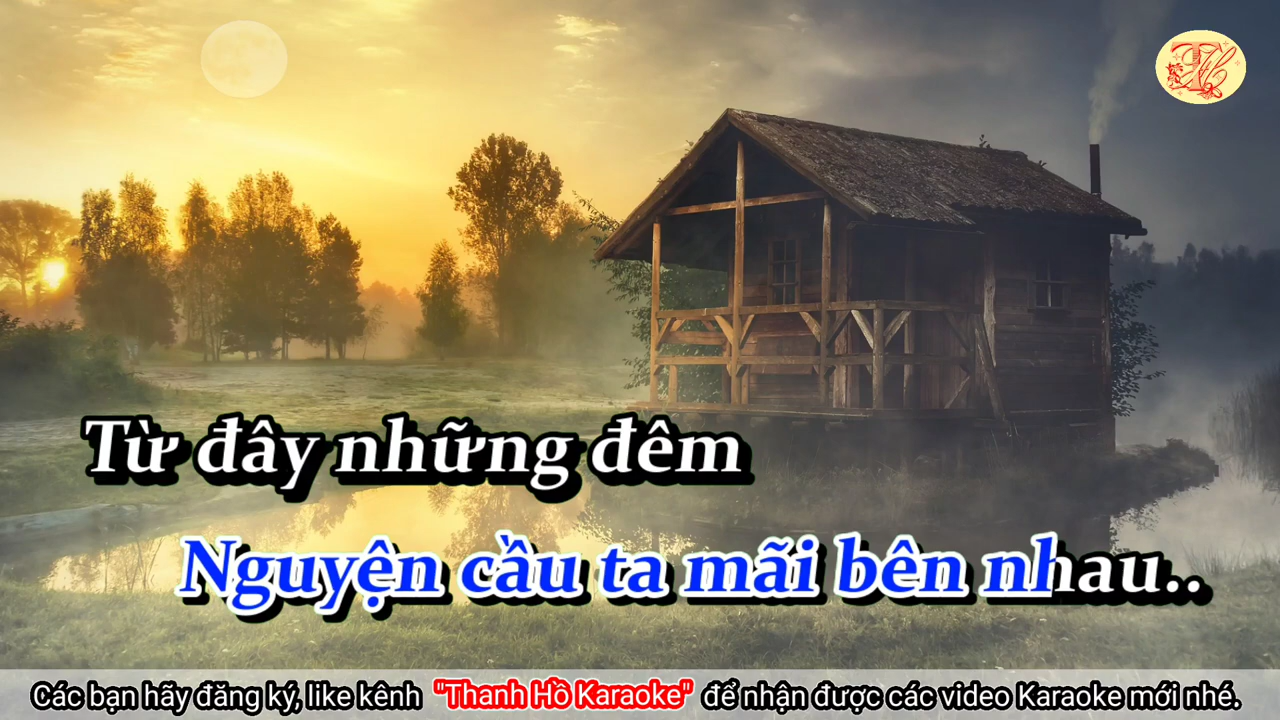 Từ đây những đêm
Nguyện cầu ta mãi bên nhau..
Các bạn hãy đăng ký, like kênh "Thanh Hồ Karaoke" để nhận được các video Karaoke mới nhé.